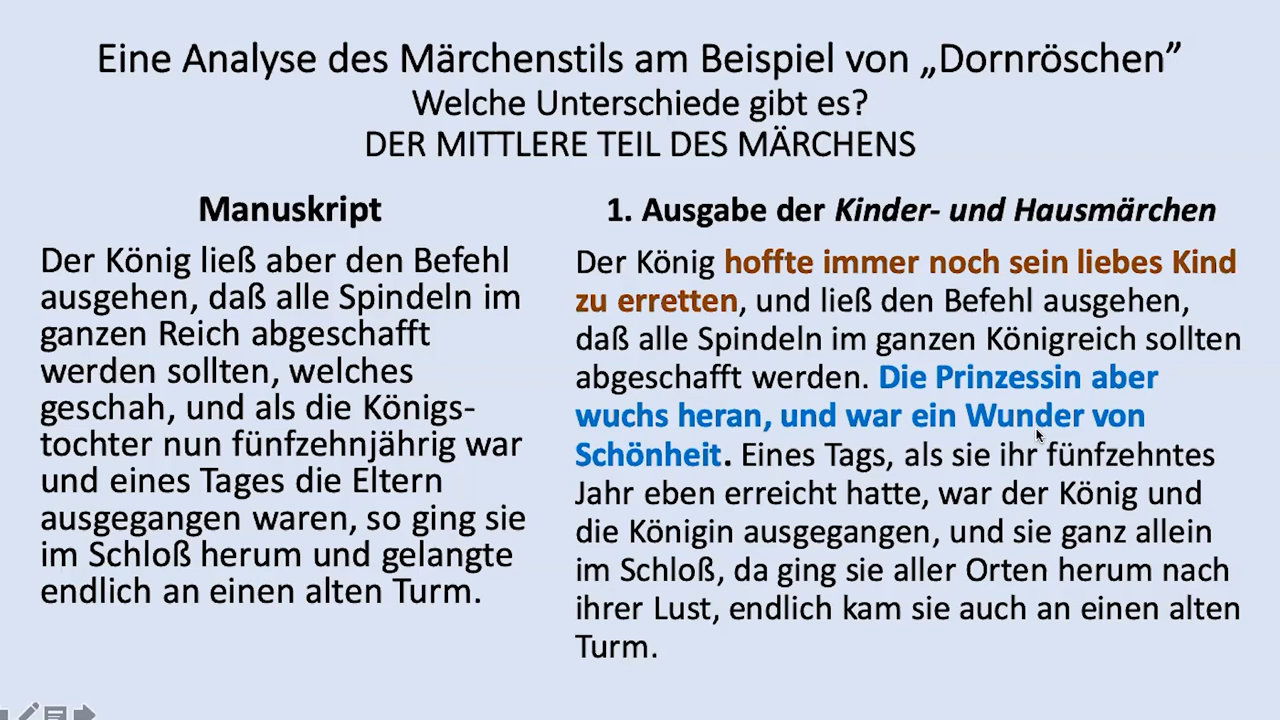 Eine Analyse des Märchenstils am Beispiel von „Dornröschen”
Welche Unterschiede gibt es?
DER MITTLERE TEIL DES MÄRCHENS
Manuskript
Der König ließ aber den Befehl
ausgehen, daß alle Spindeln im
ganzen Reich abgeschafft
werden sollten, welches
geschah, und als die Königs-
tochter nun fünfzehnjährig war
und eines Tages die Eltern
ausgegangen waren, so ging sie
im Schloß herum und gelangte
endlich an einen alten Turm.
1. Ausgabe der Kinder- und Hausmärchen
Der König hoffte immer noch sein liebes Kind
zu erretten, und ließ den Befehl ausgehen,
daß alle Spindeln im ganzen Königreich sollten
abgeschafft werden. Die Prinzessin aber
wuchs heran, und war ein Wunder von
Schönheit. Eines Tags, als sie ihr fünfzehntes
Jahr eben erreicht hatte, war der König und
die Königin ausgegangen, und sie ganz allein
im Schloß, da ging sie aller Orten herum nach
ihrer Lust, endlich kam sie auch an einen alten
Turm.